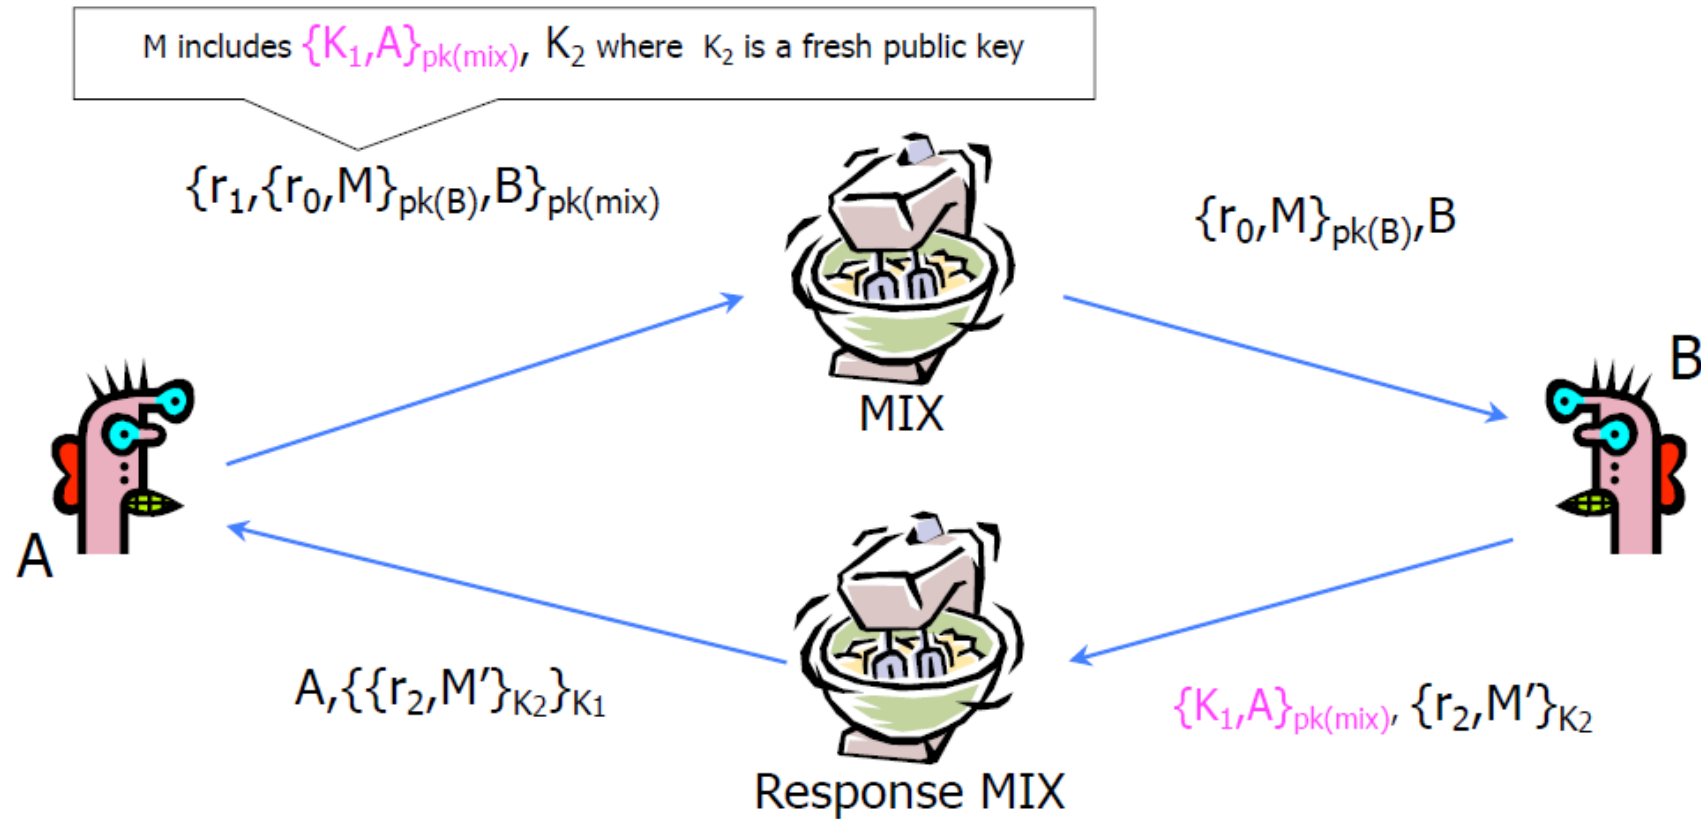 M includes {K₁,A}pk(mix), K₂ where K₂ is a fresh public key
{r₁,{r₀,M}pk(B),B}pk(mix)
{r₀,M}pk(B),B
B
MIX
A
A,{{r₂,M′}K₂}K₁
{K₁,A}pk(mix), {r₂,M′}K₂
Response MIX